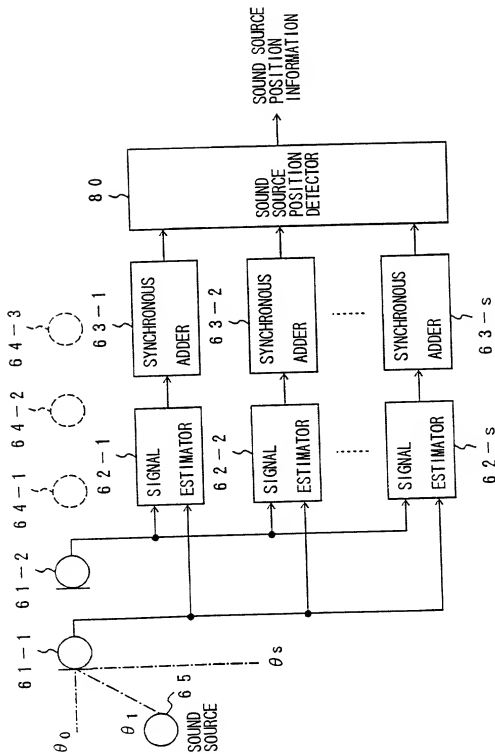 64-1
64-2
64-3
80
61-1
61-2
62-1
63-1
SIGNAL
ESTIMATOR
SYNCHRONOUS
ADDER
62-2
63-2
SIGNAL
ESTIMATOR
SYNCHRONOUS
ADDER
SOUND
SOURCE
POSITION
DETECTOR
SOUND SOURCE
POSITION
INFORMATION
SIGNAL
ESTIMATOR
SYNCHRONOUS
ADDER
62-s
63-s
θ0
θ1
θs
65
SOUND
SOURCE